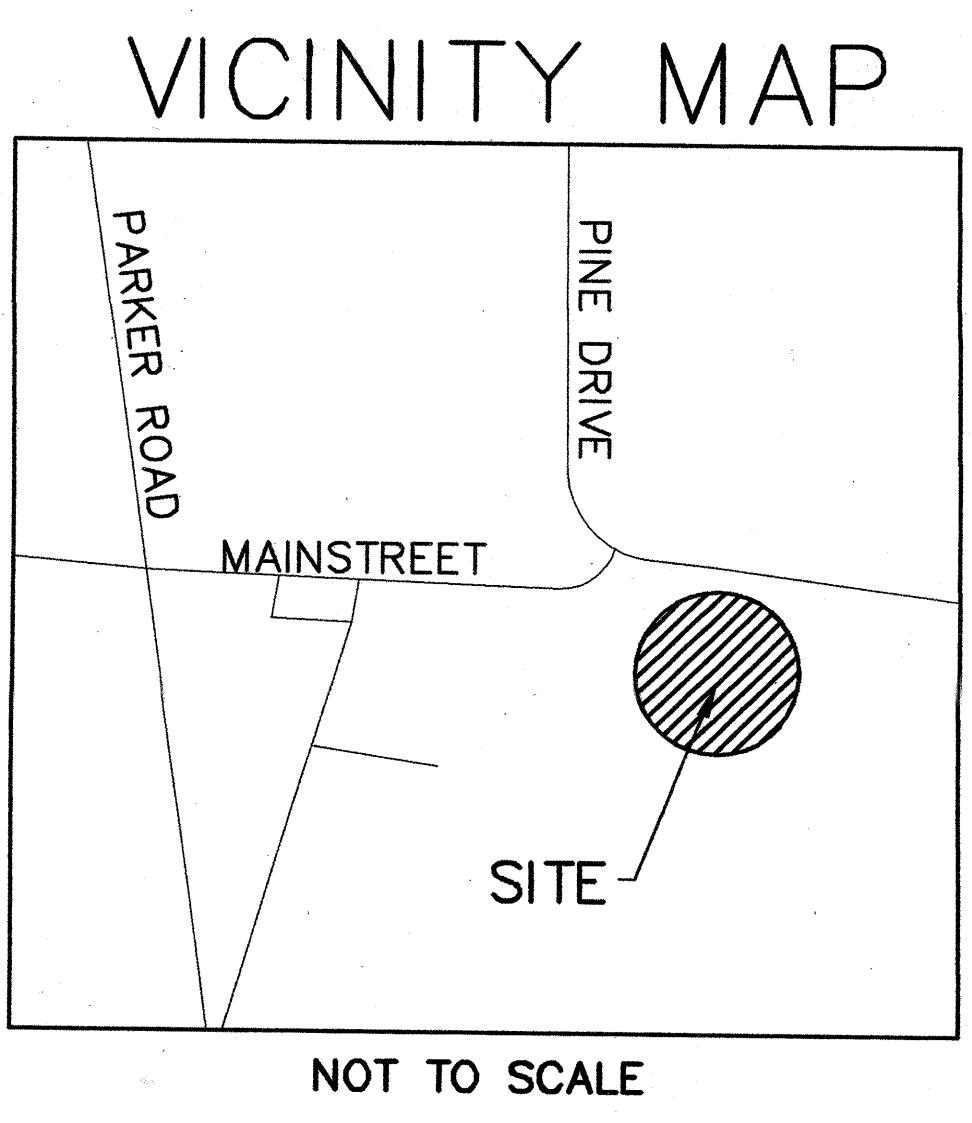 VICINITY MAP
PARKER ROAD
PINE DRIVE
MAINSTREET
SITE
NOT TO SCALE